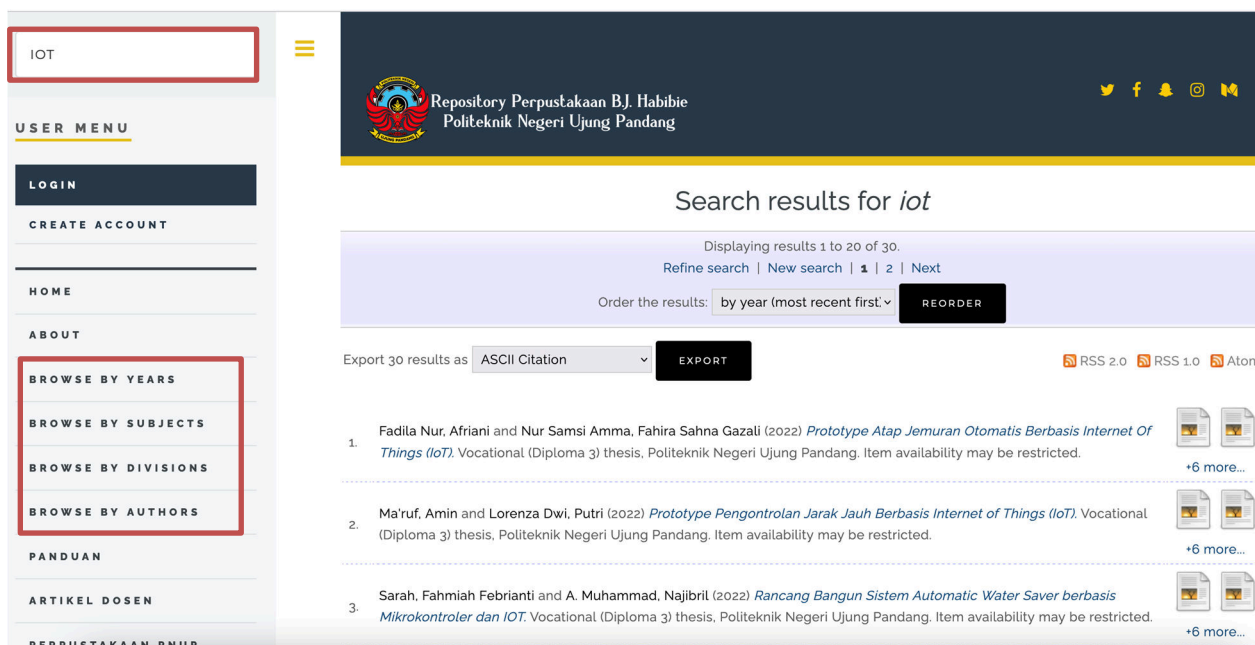 IOT
USER MENU
LOGIN
CREATE ACCOUNT
HOME
ABOUT
BROWSE BY YEARS
BROWSE BY SUBJECTS
BROWSE BY DIVISIONS
BROWSE BY AUTHORS
PANDUAN
ARTIKEL DOSEN
PERPUSTAKAAN PNUP
Repository Perpustakaan B.J. Habibie
Politeknik Negeri Ujung Pandang
Search results for iot
Displaying results 1 to 20 of 30.
Refine search | New search | 1 | 2 | Next
Order the results: by year (most recent first) REORDER
Export 30 results as ASCII Citation EXPORT RSS 2.0 RSS 1.0 Atom
1. Fadila Nur, Afriani and Nur Samsi Amma, Fahira Sahna Gazali (2022) Prototype Atap Jemuran Otomatis Berbasis Internet Of
Things (IoT). Vocational (Diploma 3) thesis, Politeknik Negeri Ujung Pandang. Item availability may be restricted.
+6 more...
2. Ma'ruf, Amin and Lorenza Dwi, Putri (2022) Prototype Pengontrolan Jarak Jauh Berbasis Internet of Things (IoT). Vocational
(Diploma 3) thesis, Politeknik Negeri Ujung Pandang. Item availability may be restricted.
+6 more...
3. Sarah, Fahmiah Febrianti and A. Muhammad, Najibril (2022) Rancang Bangun Sistem Automatic Water Saver berbasis
Mikrokontroler dan IOT. Vocational (Diploma 3) thesis, Politeknik Negeri Ujung Pandang. Item availability may be restricted.
+6 more...